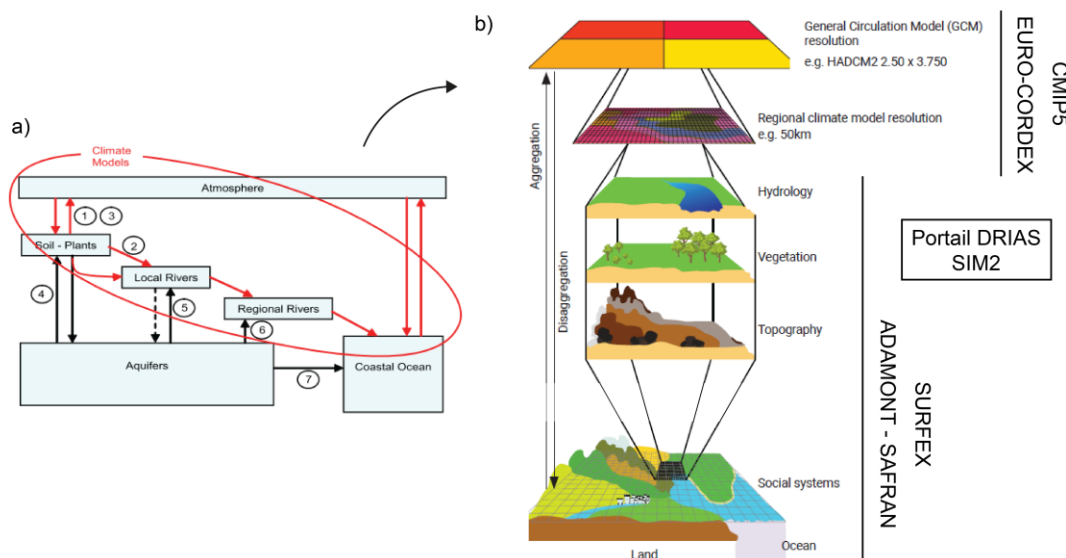 a)
Climate
Models
Atmosphere
1
3
Soil - Plants
2
Local Rivers
4
5
Regional Rivers
6
Aquifers
Coastal Ocean
7
b)
General Circulation Model (GCM)
resolution
e.g. HADCM2 2.50 x 3.750
Regional climate model resolution
e.g. 50km
Aggregation
Disaggregation
Hydrology
Vegetation
Topography
Social systems
Ocean
Land
CMIP5
EURO-CORDEX
Portail DRIAS
SIM2
SURFEX
ADAMONT - SAFRAN